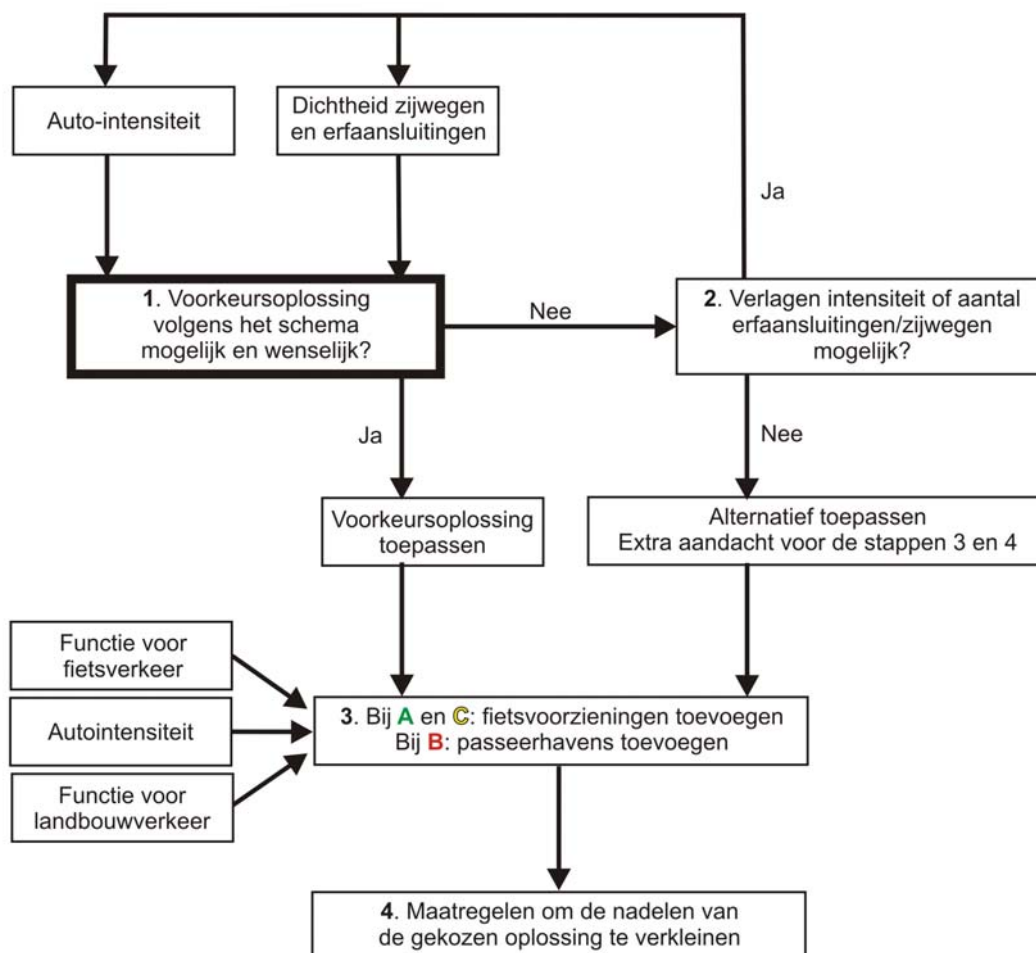 Auto-intensiteit
Dichtheid zijwegen
en erfaansluitingen
Ja
1. Voorkeursoplossing
volgens het schema
mogelijk en wenselijk?
Nee
2. Verlagen intensiteit of aantal
erfaansluitingen/zijwegen
mogelijk?
Ja
Nee
Voorkeursoplossing
toepassen
Alternatief toepassen
Extra aandacht voor de stappen 3 en 4
Functie voor
fietsverkeer
Autointensiteit
Functie voor
landbouwverkeer
3. Bij A en C: fietsvoorzieningen toevoegen
Bij B: passeerhavens toevoegen
4. Maatregelen om de nadelen van
de gekozen oplossing te verkleinen